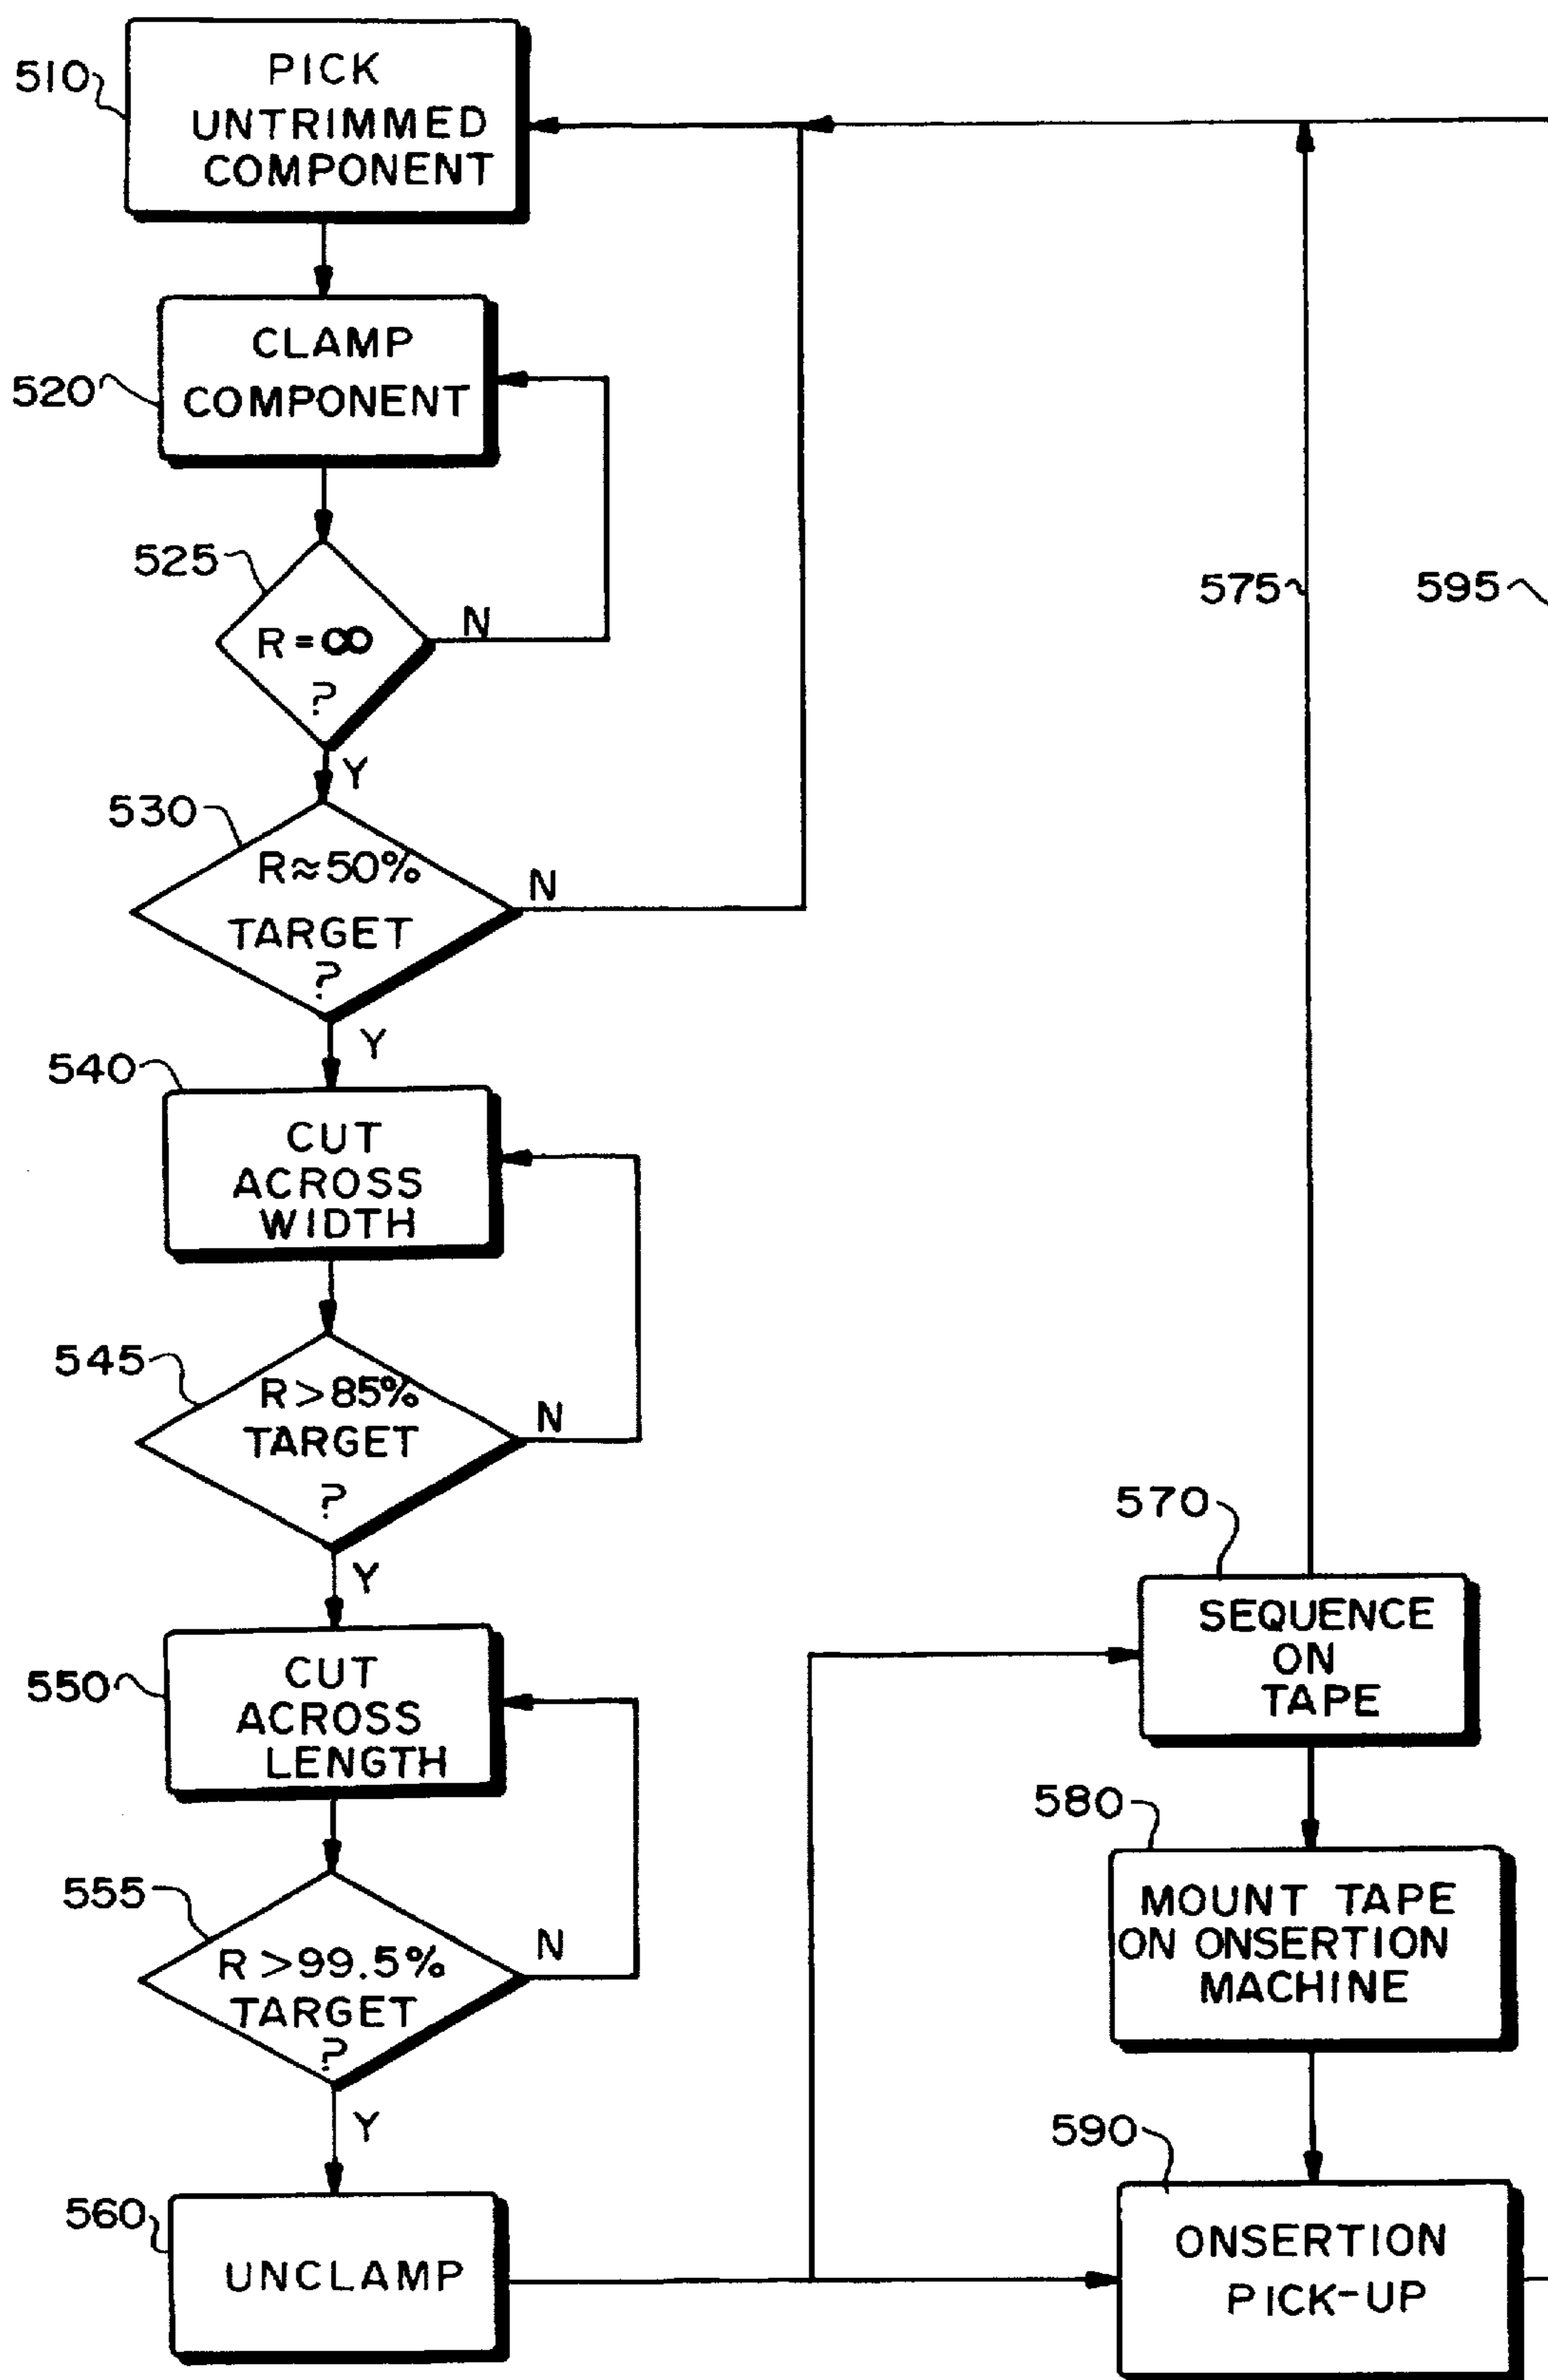 510
PICK
UNTRIMMED
COMPONENT
520
CLAMP
COMPONENT
525
R=∞
?
N
Y
575
595
530
R≈50%
TARGET
?
N
Y
540
CUT
ACROSS
WIDTH
545
R>85%
TARGET
?
N
Y
550
CUT
ACROSS
LENGTH
555
R>99.5%
TARGET
?
N
Y
560
UNCLAMP
570
SEQUENCE
ON
TAPE
580
MOUNT TAPE
ON ONSERTION
MACHINE
590
ONSERTION
PICK-UP